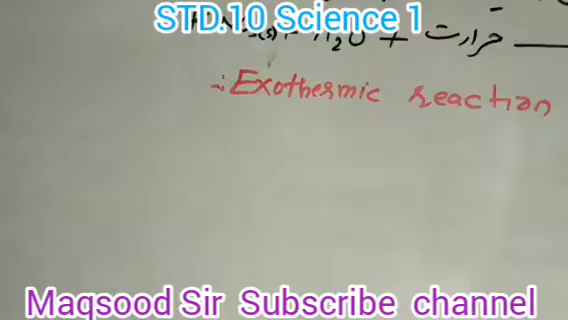 STD.10 Science 1
H₂O + حرارت
∴ Exothermic reaction
Maqsood Sir Subscribe channel